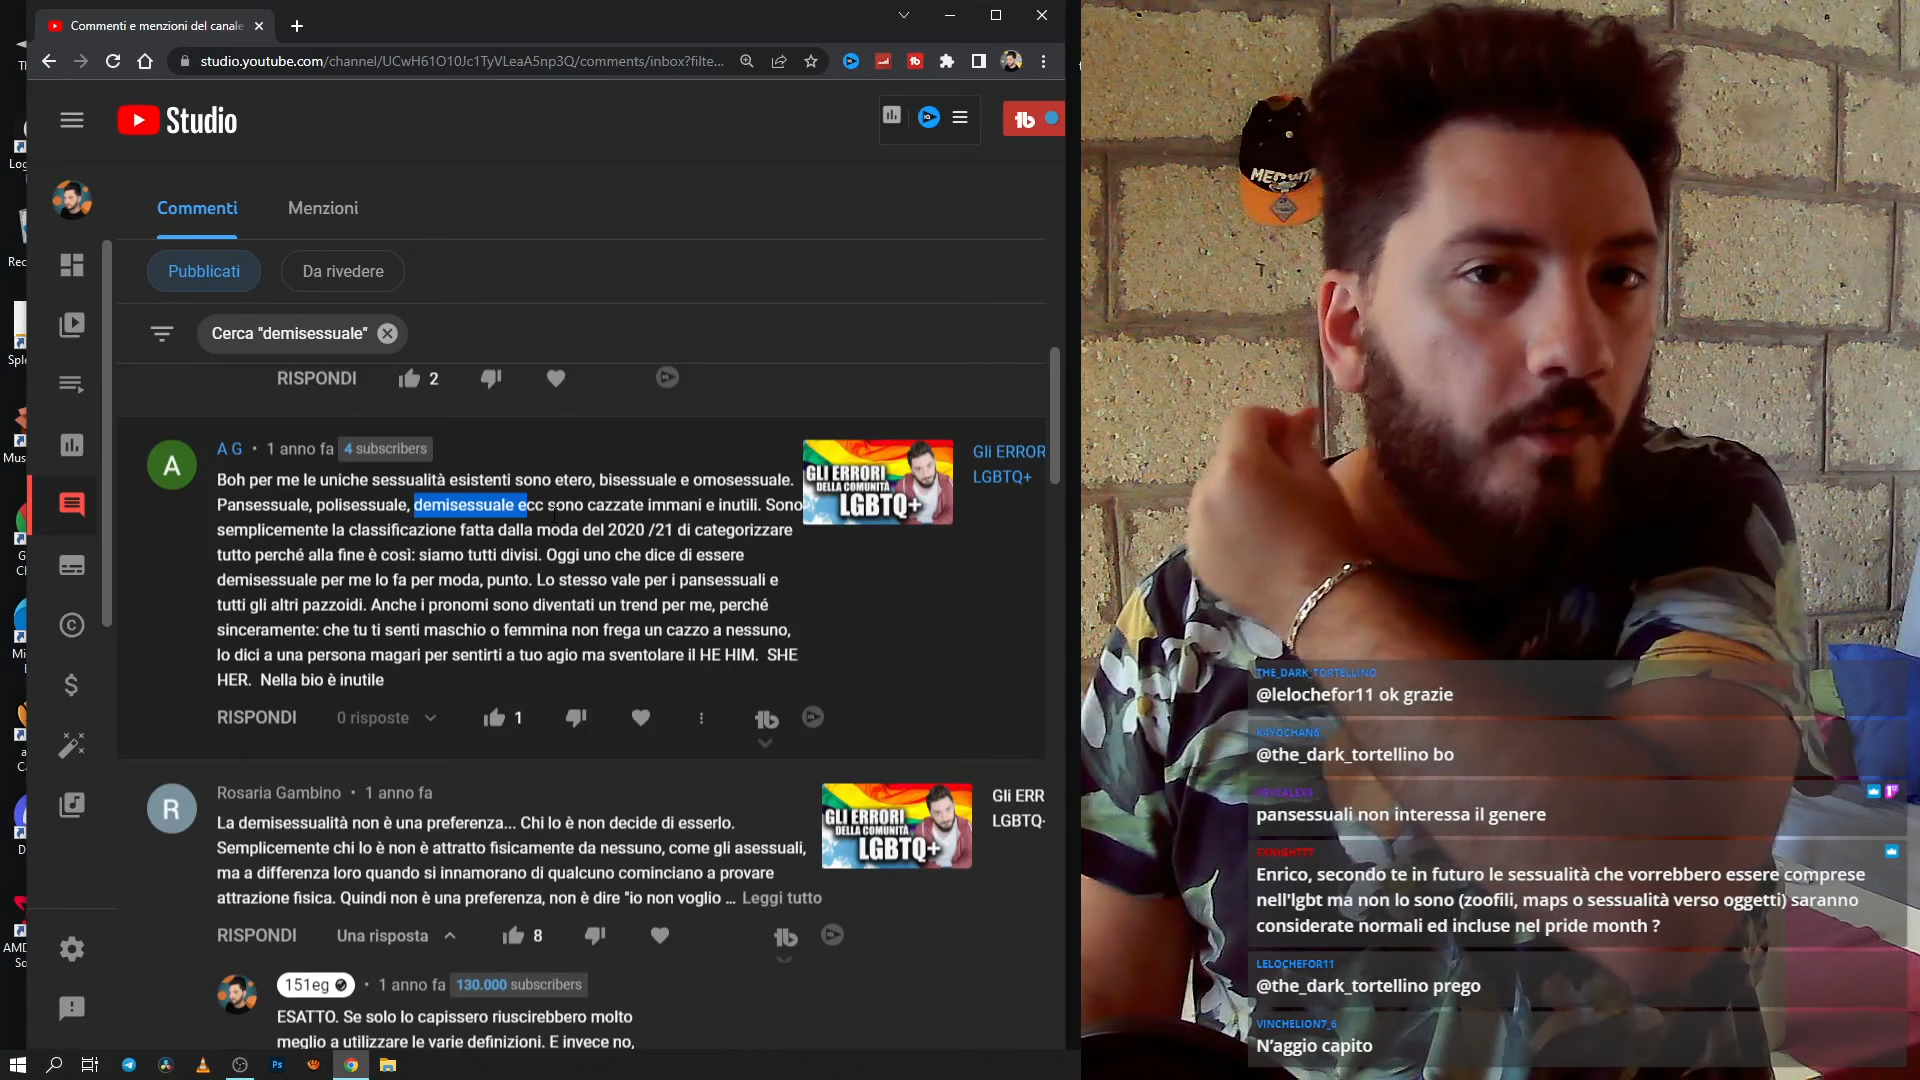 Commenti e menzioni del canale
studio.youtube.com/channel/UCwH61O10Jc1TyVLeaA5np3Q/comments/inbox?filte...
Studio
Commenti
Menzioni
Pubblicati
Da rivedere
Cerca "demisessuale"
RISPONDI
2
A
A G • 1 anno fa 4 subscribers
Boh per me le uniche sessualità esistenti sono etero, bisessuale e omosessuale.
Pansessuale, polisessuale, demisessuale ecc sono cazzate immani e inutili. Sono
semplicemente la classificazione fatta dalla moda del 2020 /21 di categorizzare
tutto perché alla fine è così: siamo tutti divisi. Oggi uno che dice di essere
demisessuale per me lo fa per moda, punto. Lo stesso vale per i pansessuali e
tutti gli altri pazzoidi. Anche i pronomi sono diventati un trend per me, perché
sinceramente: che tu ti senti maschio o femmina non frega un cazzo a nessuno,
lo dici a una persona magari per sentirti a tuo agio ma sventolare il HE HIM. SHE
HER. Nella bio è inutile
GLI ERRORI
DELLA COMUNITÀ
LGBTQ+
Gli ERROR
LGBTQ+
RISPONDI
0 risposte
1
R
Rosaria Gambino • 1 anno fa
La demisessualità non è una preferenza... Chi lo è non decide di esserlo.
Semplicemente chi lo è non è attratto fisicamente da nessuno, come gli asessuali,
ma a differenza loro quando si innamorano di qualcuno cominciano a provare
attrazione fisica. Quindi non è una preferenza, non è dire "io non voglio ... Leggi tutto
GLI ERRORI
DELLA COMUNITÀ
LGBTQ+
Gli ERR
LGBTQ
RISPONDI
Una risposta
8
151eg • 1 anno fa 130.000 subscribers
ESATTO. Se solo lo capissero riuscirebbero molto
meglio a utilizzare le varie definizioni. E invece no,
THE_DARK_TORTELLINO
@lelochefor11 ok grazie
K4YOCHAN6
@the_dark_tortellino bo
pansessuali non interessa il genere
FXNIGHT777
Enrico, secondo te in futuro le sessualità che vorrebbero essere comprese
nell'lgbt ma non lo sono (zoofili, maps o sessualità verso oggetti) saranno
considerate normali ed incluse nel pride month ?
LELOCHEFOR11
@the_dark_tortellino prego
VINCHELION7_6
N'aggio capito